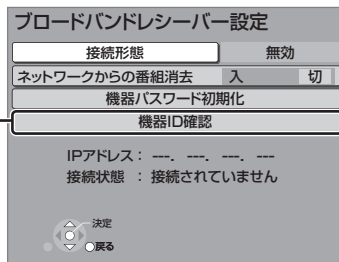 ブロードバンドレシーバー設定
接続形態 無効
ネットワークからの番組消去 入 切
機器パスワード初期化
機器ID確認
IPアドレス： ---. ---. ---. ---
接続状態 ： 接続されていません
決定
戻る